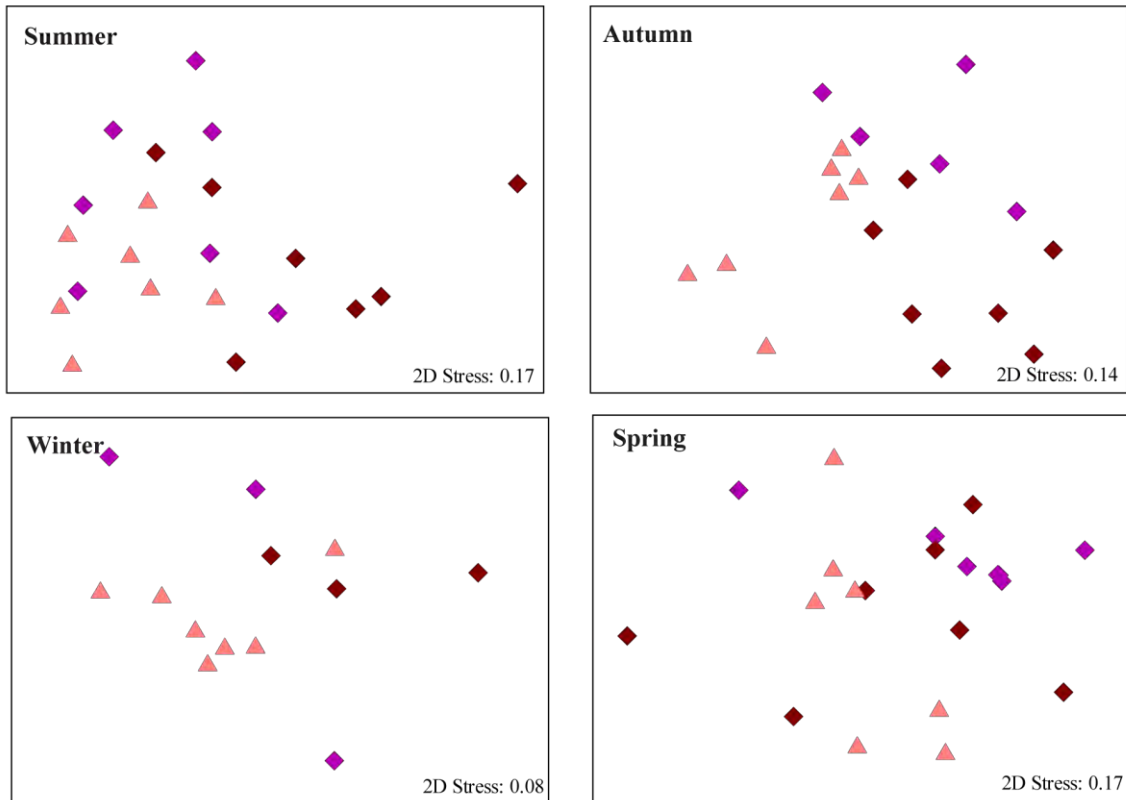 Summer
2D Stress: 0.17
Autumn
2D Stress: 0.14
Winter
2D Stress: 0.08
Spring
2D Stress: 0.17